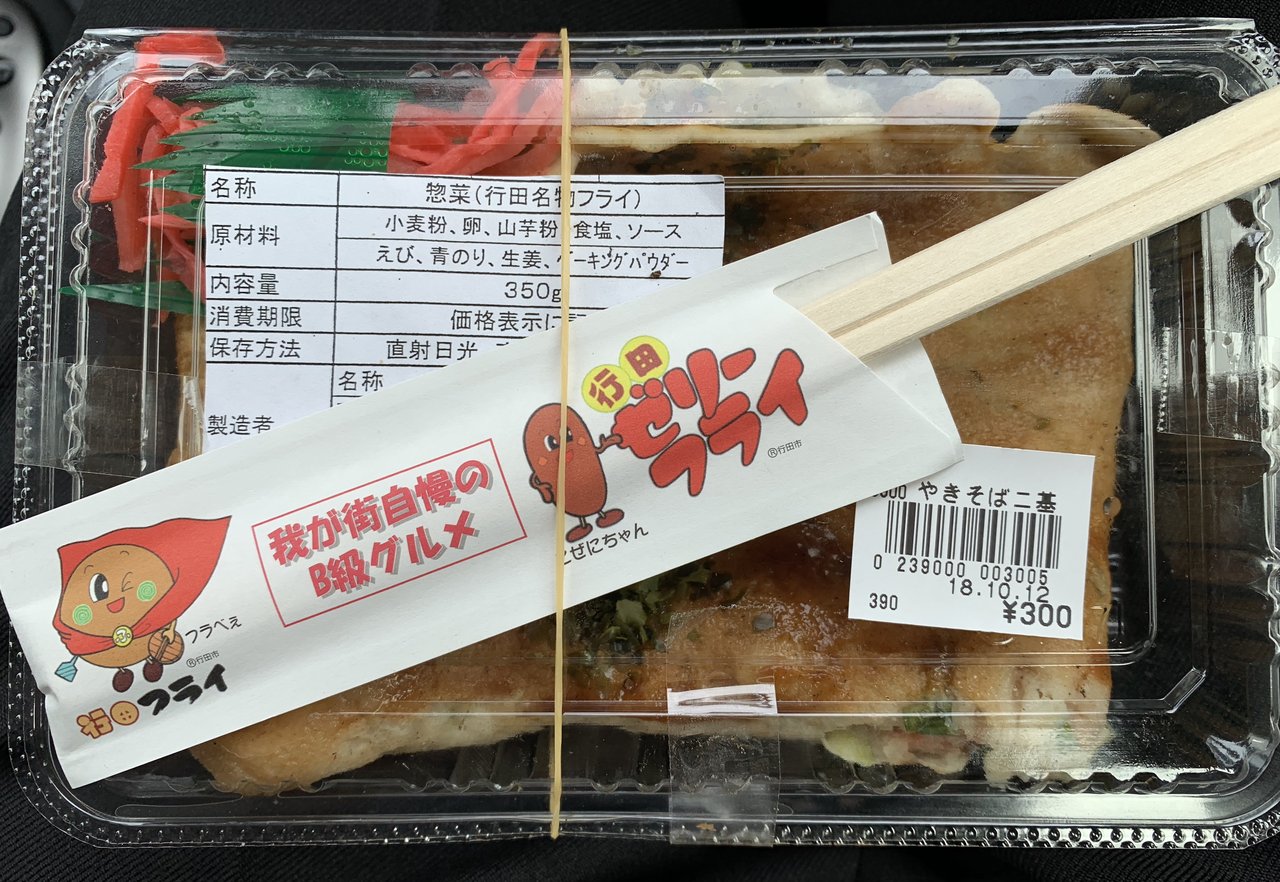 名称 惣菜(行田名物フライ)
原材料 小麦粉、卵、山芋粉、食塩、ソース
えび、青のり、生姜、ベーキングパウダー
内容量 350g
消費期限 価格表示に
保存方法 直射日光
製造者 名称
行田
ゼリー
フライ
®行田市
こぜにちゃん
我が街自慢の
B級グルメ
フラべぇ
®行田市
行田フライ
やきそば二基
0 239000 003005
18.10.12
390 ¥300